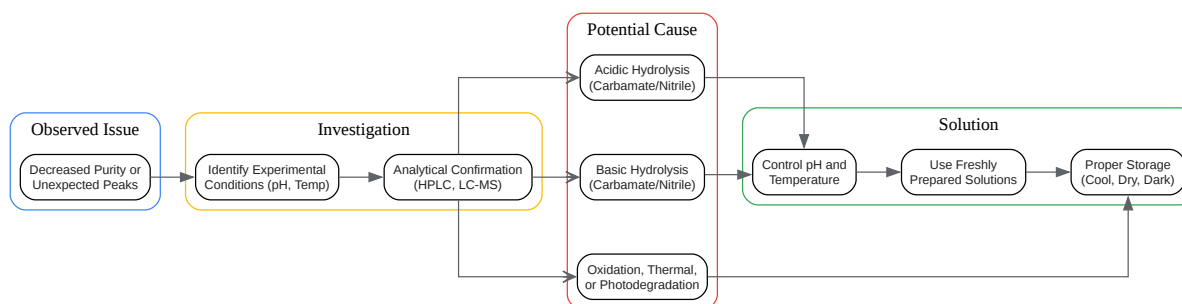 Observed Issue
Decreased Purity or
Unexpected Peaks
Investigation
Identify Experimental
Conditions (pH, Temp)
Analytical Confirmation
(HPLC, LC-MS)
Potential Cause
Acidic Hydrolysis
(Carbamate/Nitrile)
Basic Hydrolysis
(Carbamate/Nitrile)
Oxidation, Thermal,
or Photodegradation
Solution
Control pH and
Temperature
Use Freshly
Prepared Solutions
Proper Storage
(Cool, Dry, Dark)